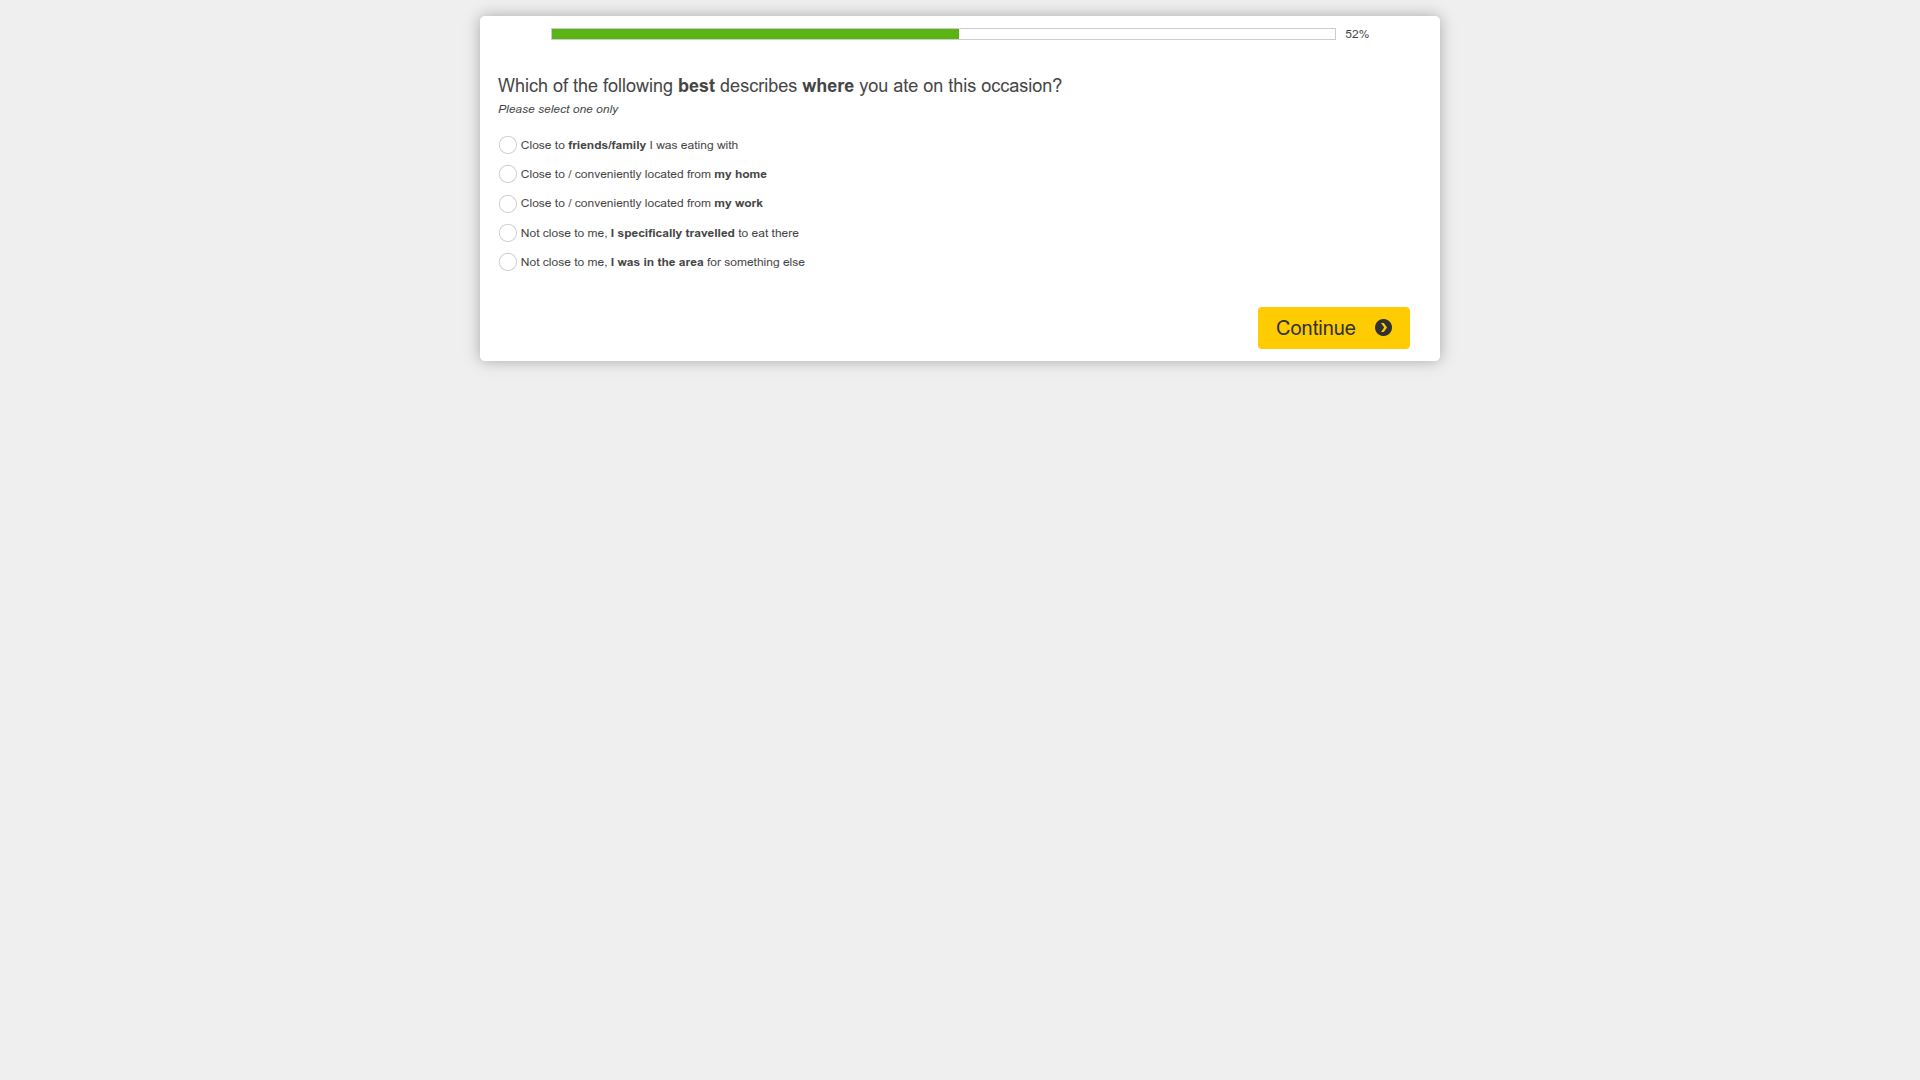 52%
Which of the following best describes where you ate on this occasion?
Please select one only
Close to friends/family I was eating with
Close to / conveniently located from my home
Close to / conveniently located from my work
Not close to me, I specifically travelled to eat there
Not close to me, I was in the area for something else
Continue